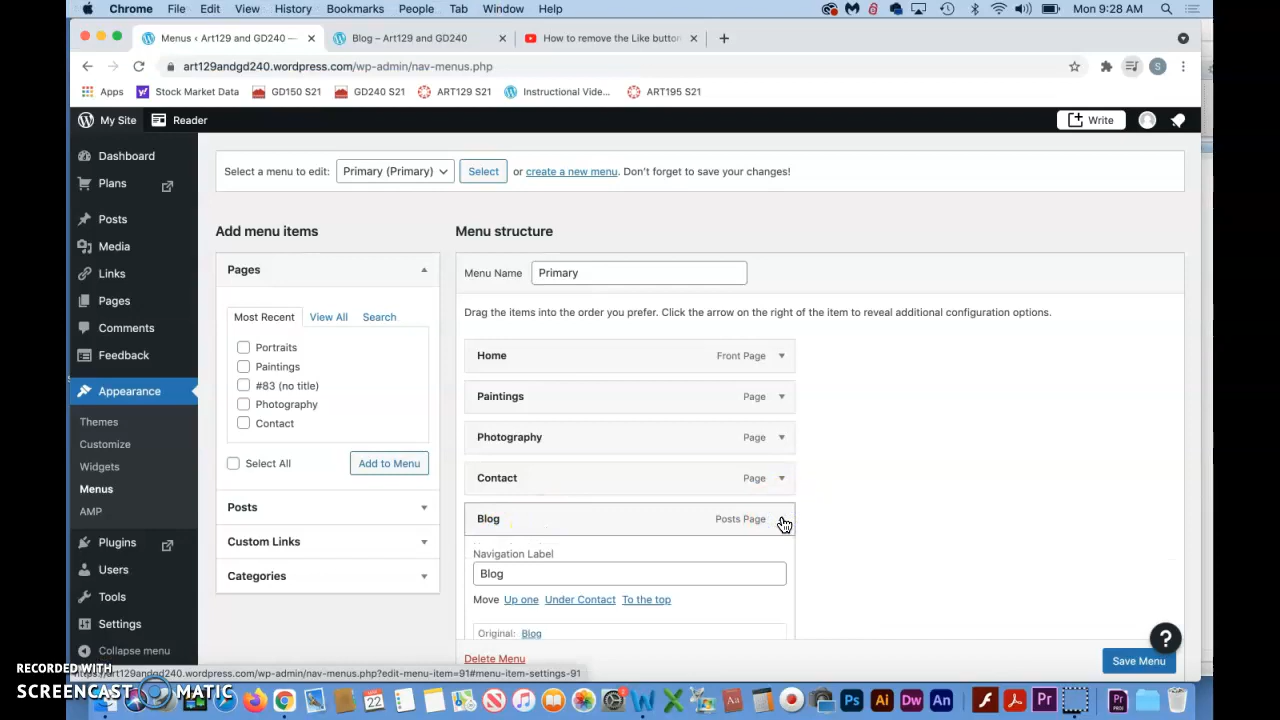 Chrome File Edit View History Bookmarks People Tab Window Help Mon 9:28 AM
Menus ‹ Art129 and GD240 — Blog – Art129 and GD240 How to remove the Like button
art129andgd240.wordpress.com/wp-admin/nav-menus.php
Apps Stock Market Data GD150 S21 GD240 S21 ART129 S21 Instructional Vide... ART195 S21
My Site Reader Write
Dashboard
Plans
Posts
Media
Links
Pages
Comments
Feedback
Appearance
Themes
Customize
Widgets
Menus
AMP
Plugins
Users
Tools
Settings
Collapse menu
Select a menu to edit: Primary (Primary) Select or create a new menu. Don't forget to save your changes!
Add menu items
Pages
Most Recent View All Search
Portraits
Paintings
#83 (no title)
Photography
Contact
Select All Add to Menu
Posts
Custom Links
Categories
Menu structure
Menu Name Primary
Drag the items into the order you prefer. Click the arrow on the right of the item to reveal additional configuration options.
Home Front Page
Paintings Page
Photography Page
Contact Page
Blog Posts Page
Navigation Label
Blog
Move Up one Under Contact To the top
Original: Blog
Delete Menu
Save Menu
?
https://art129andgd240.wordpress.com/wp-admin/nav-menus.php?edit-menu-item=91#menu-item-settings-91
RECORDED WITH
SCREENCAST MATIC
22 Aa Ps Ai Dw An Pr